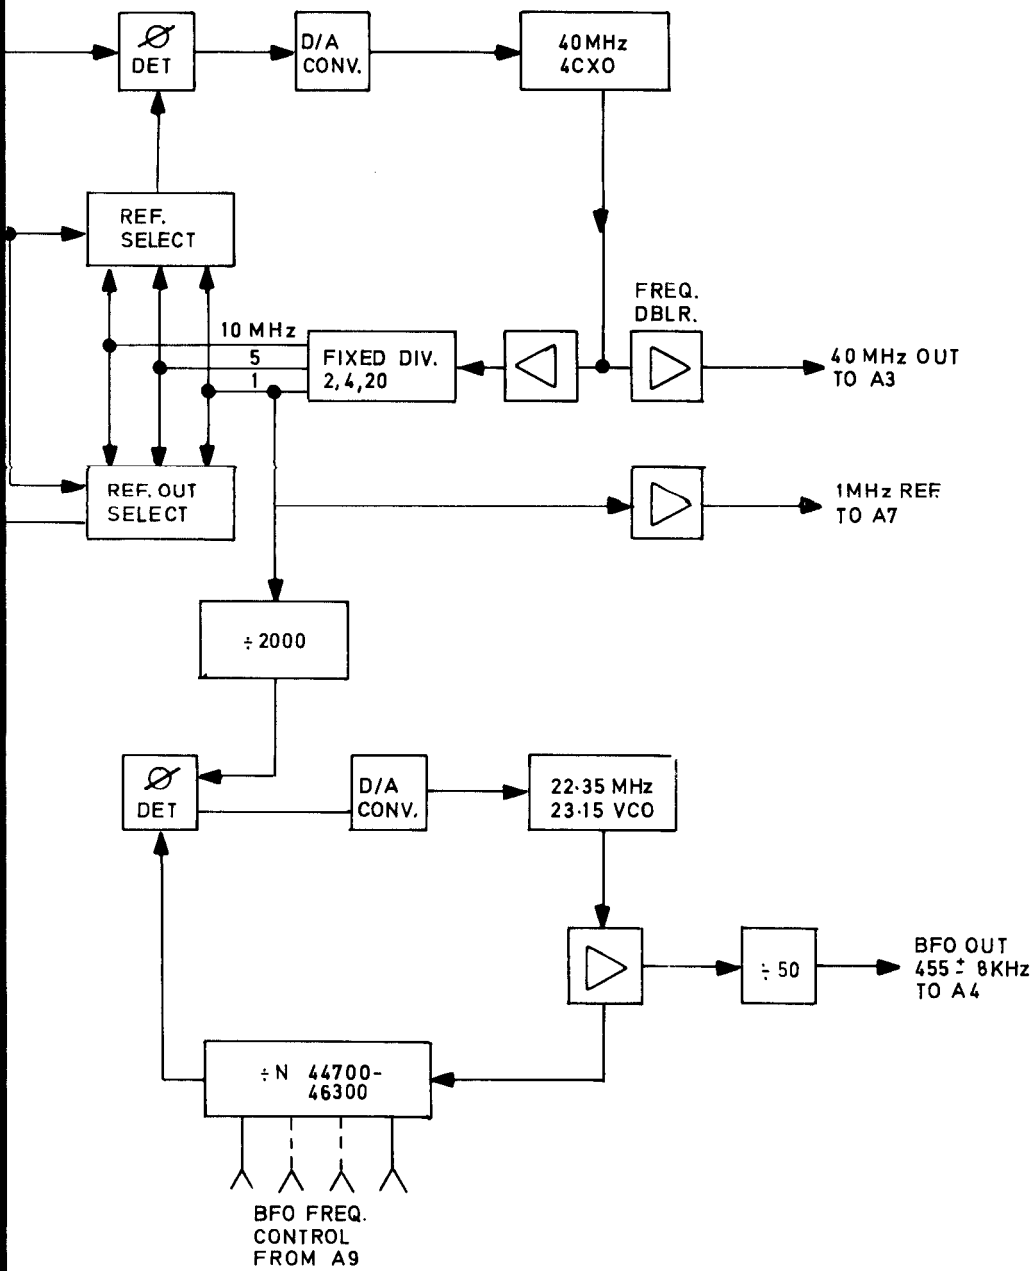 Ø
DET
D/A
CONV.
40 MHz
4CXO
REF.
SELECT
FREQ.
DBLR.
10 MHz
5
1
FIXED DIV.
2,4,20
40 MHz OUT
TO A3
REF. OUT
SELECT
1MHz REF.
TO A7
÷2000
Ø
DET
D/A
CONV.
22·35 MHz
23·15 VCO
BFO OUT
455 ± 8KHz
TO A4
÷ 50
÷N 44700-
46300
BFO FREQ.
CONTROL
FROM A9